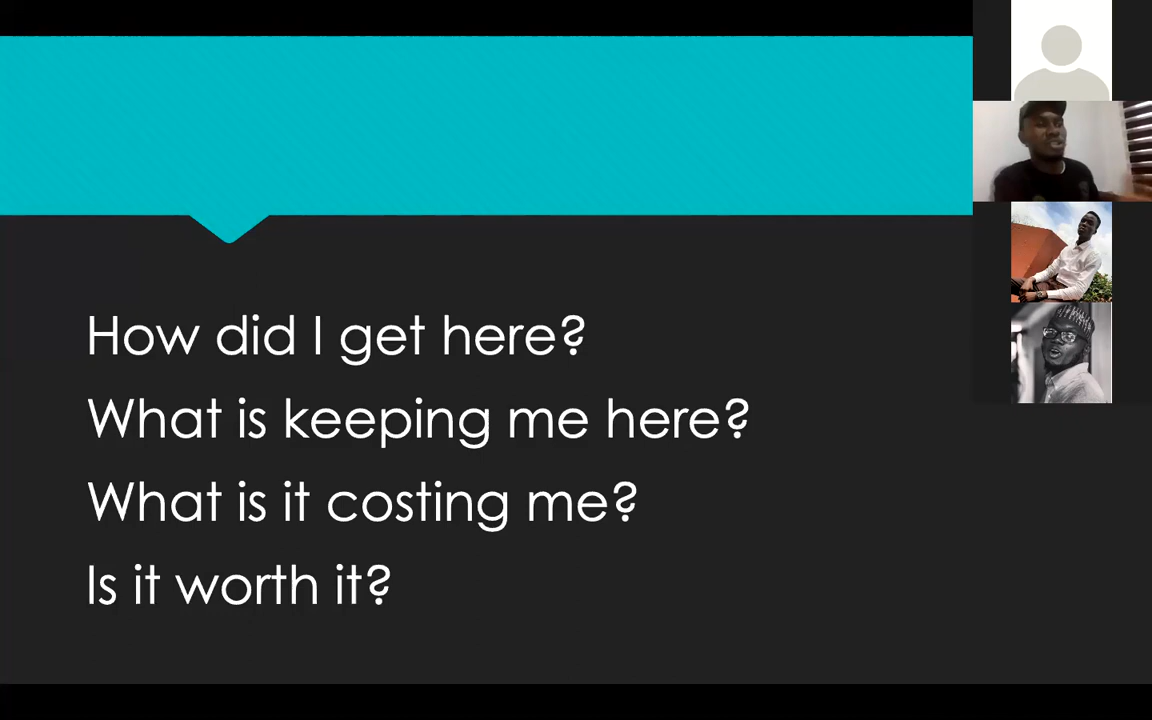 How did I get here?
What is keeping me here?
What is it costing me?
Is it worth it?